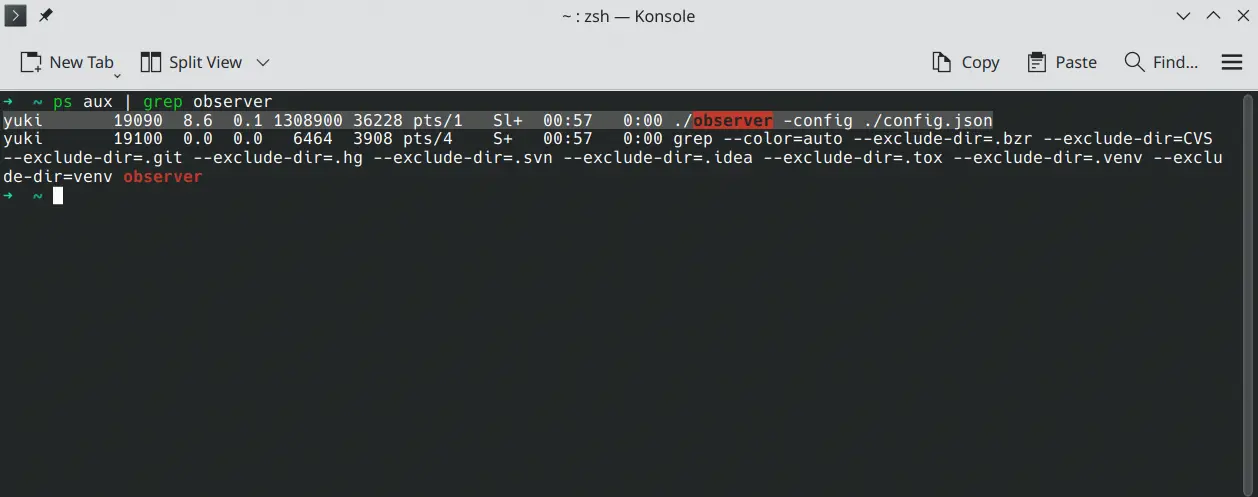 ~ : zsh — Konsole
New Tab Split View Copy Paste Find...
➜ ~ ps aux | grep observer
yuki 19090 8.6 0.1 1308900 36228 pts/1 Sl+ 00:57 0:00 ./observer -config ./config.json
yuki 19100 0.0 0.0 6464 3908 pts/4 S+ 00:57 0:00 grep --color=auto --exclude-dir=.bzr --exclude-dir=CVS
--exclude-dir=.git --exclude-dir=.hg --exclude-dir=.svn --exclude-dir=.idea --exclude-dir=.tox --exclude-dir=.venv --exclu
de-dir=venv observer
➜ ~